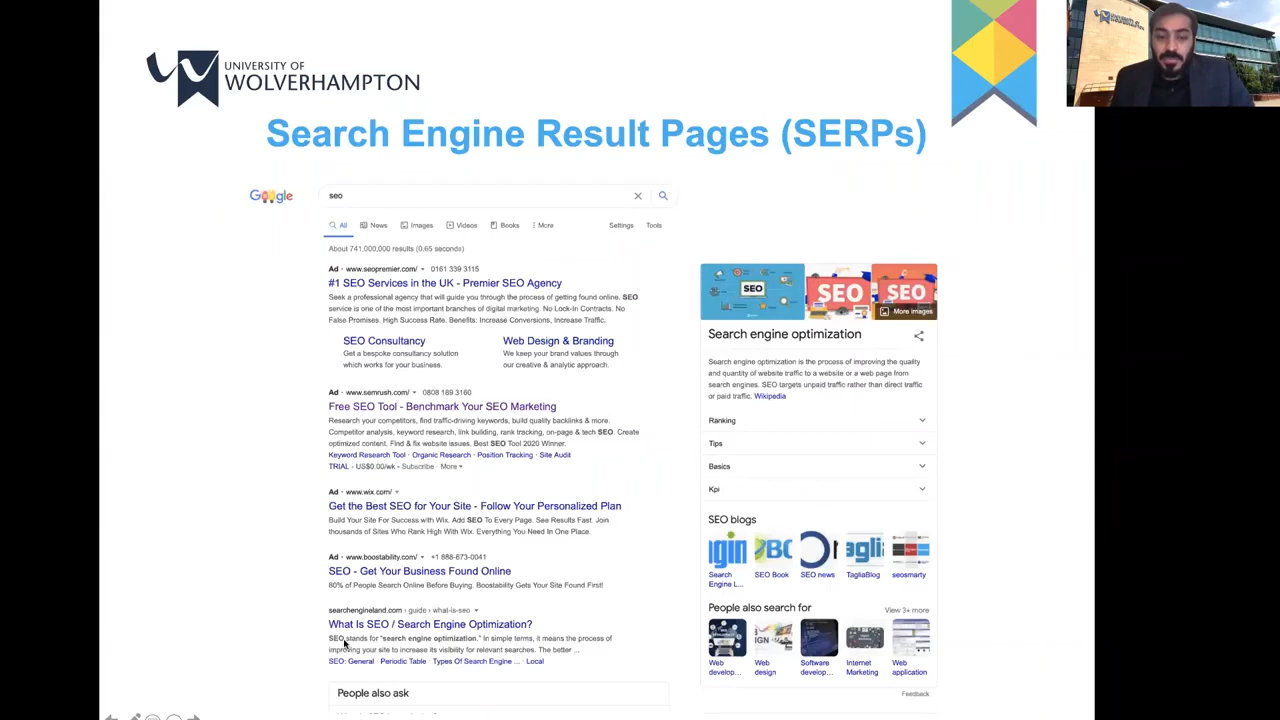 UNIVERSITY OF
WOLVERHAMPTON
Search Engine Result Pages (SERPs)
Google
seo
All
News
Images
Videos
Books
More
Settings
Tools
About 741,000,000 results (0.65 seconds)
Ad · www.seopremier.com/ 0161 339 3115
#1 SEO Services in the UK - Premier SEO Agency
Seek a professional agency that will guide you through the process of getting found online. SEO
service is one of the most important branches of digital marketing. No Lock-In Contracts. No
False Promises. High Success Rate. Benefits: Increase Conversions, Increase Traffic.
SEO Consultancy
Get a bespoke consultancy solution
which works for your business.
Web Design & Branding
We keep your brand values through
our creative & analytic approach.
Ad · www.semrush.com/ 0808 189 3160
Free SEO Tool - Benchmark Your SEO Marketing
Research your competitors, find traffic-driving keywords, build quality backlinks & more.
Competitor analysis, keyword research, link building, rank tracking, on-page & tech SEO. Create
optimized content. Find & fix website issues. Best SEO Tool 2020 Winner.
Keyword Research Tool · Organic Research · Position Tracking · Site Audit
TRIAL - US$0.00/wk - Subscribe · More
Ad · www.wix.com/
Get the Best SEO for Your Site - Follow Your Personalized Plan
Build Your Site For Success with Wix. Add SEO To Every Page. See Results Fast. Join
thousands of Sites Who Rank High With Wix. Everything You Need In One Place.
Ad · www.boostability.com/ +1 888-673-0041
SEO - Get Your Business Found Online
80% of People Search Online Before Buying. Boostability Gets Your Site Found First!
searchengineland.com › guide › what-is-seo
What Is SEO / Search Engine Optimization?
SEO stands for "search engine optimization." In simple terms, it means the process of
improving your site to increase its visibility for relevant searches. The better ...
SEO: General · Periodic Table · Types Of Search Engine ... · Local
People also ask
SEO
SEO
SEO
More images
Search engine optimization
Search engine optimization is the process of improving the quality
and quantity of website traffic to a website or a web page from
search engines. SEO targets unpaid traffic rather than direct traffic
or paid traffic. Wikipedia
Ranking
Tips
Basics
Kpi
SEO blogs
Search
Engine L...
SEO Book
SEO news
TagliaBlog
seosmarty
People also search for
View 3+ more
Web
develop...
Web
design
Software
develop...
Internet
Marketing
Web
application
Feedback